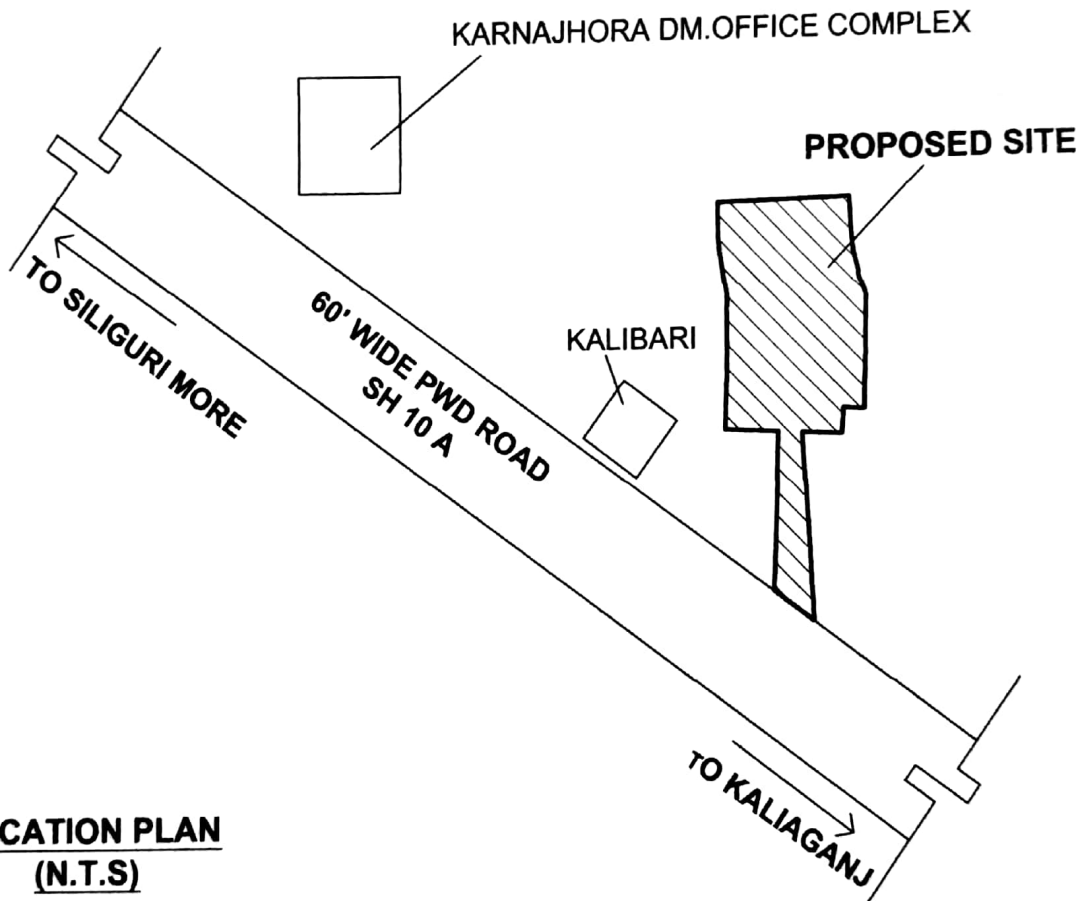 KARNAJHORA DM.OFFICE COMPLEX
PROPOSED SITE
TO SILIGURI MORE
60' WIDE PWD ROAD
SH 10 A
KALIBARI
TO KALIAGANJ
CATION PLAN
(N.T.S)